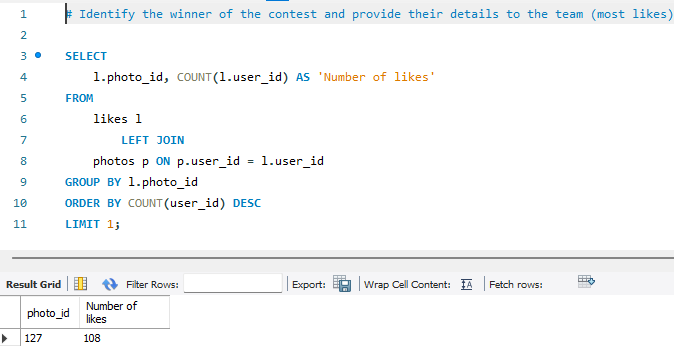 1 # Identify the winner of the contest and provide their details to the team (most likes)
2
3 SELECT
4 l.photo_id, COUNT(l.user_id) AS 'Number of likes'
5 FROM
6 likes l
7 LEFT JOIN
8 photos p ON p.user_id = l.user_id
9 GROUP BY l.photo_id
10 ORDER BY COUNT(user_id) DESC
11 LIMIT 1;
Result Grid Filter Rows: Export: Wrap Cell Content: Fetch rows:
photo_id Number of
likes
127 108